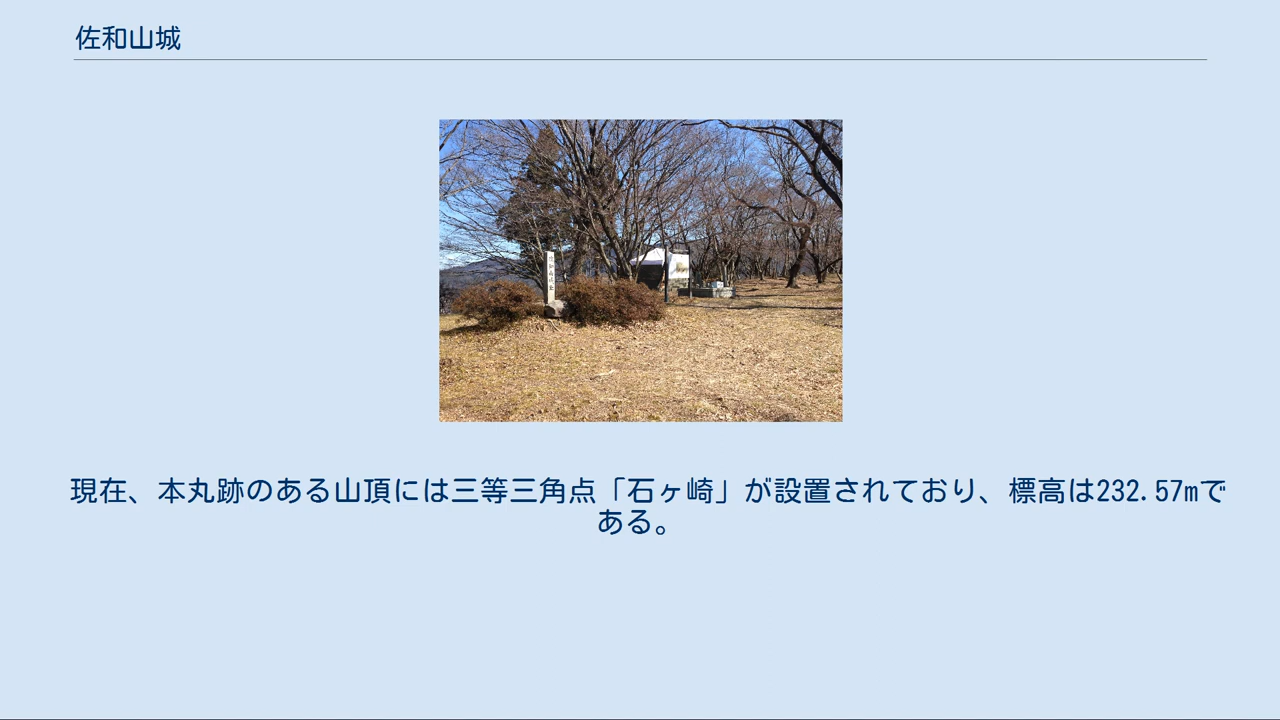 佐和山城
現在、本丸跡のある山頂には三等三角点「石ヶ崎」が設置されており、標高は232.57mで
ある。